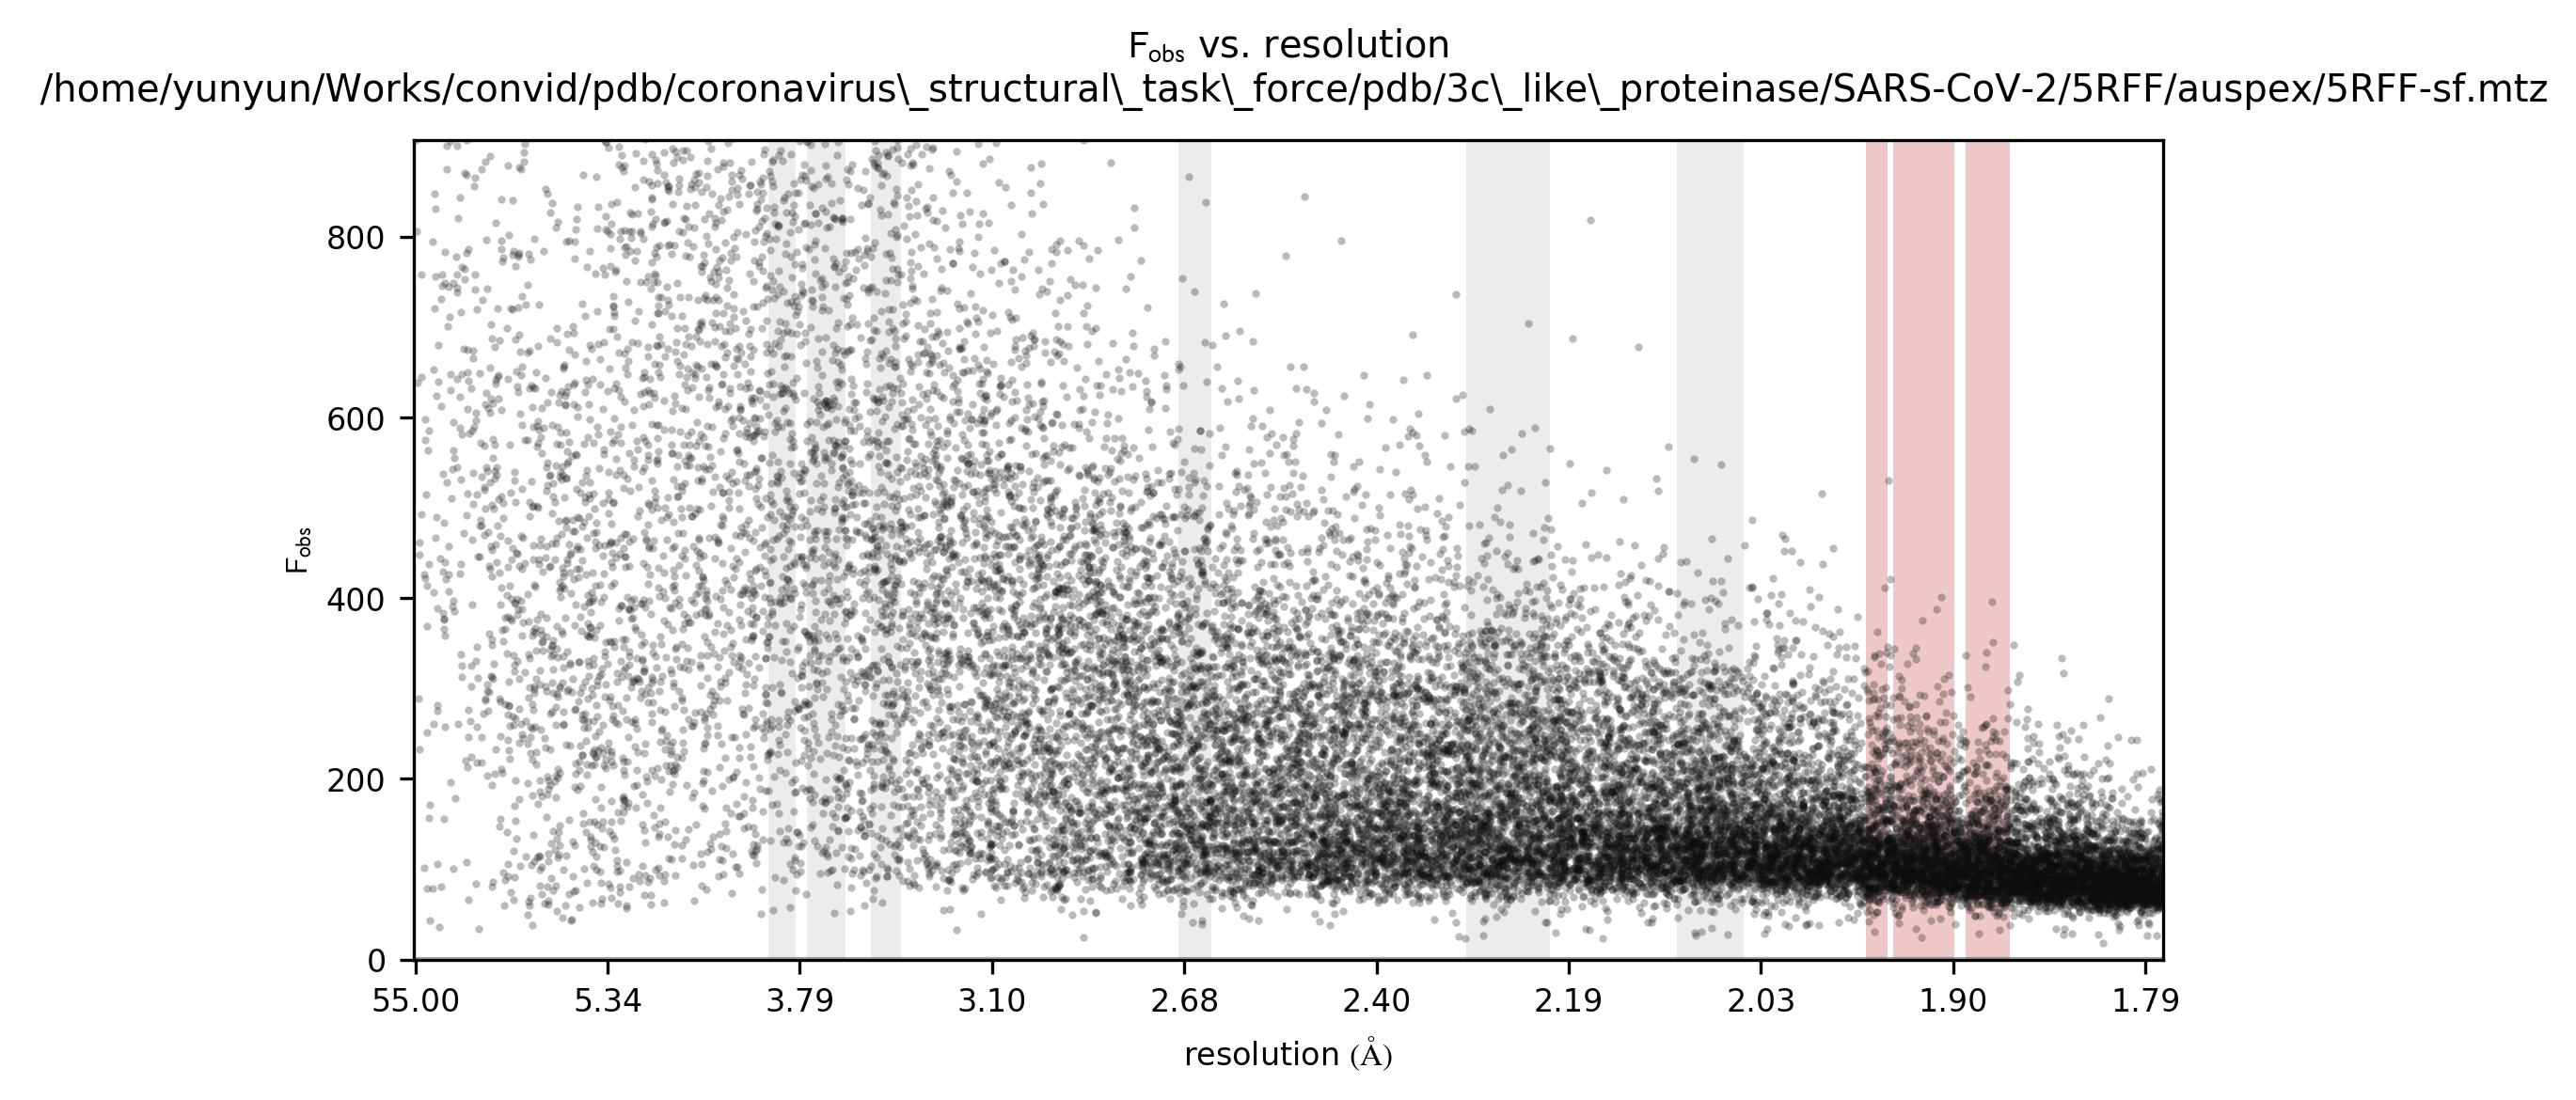 Fobs vs. resolution
/home/yunyun/Works/convid/pdb/coronavirus\_structural\_task\_force/pdb/3c\_like\_proteinase/SARS-CoV-2/5RFF/auspex/5RFF-sf.mtz
800
600
400
200
0
Fobs
55.00 5.34 3.79 3.10 2.68 2.40 2.19 2.03 1.90 1.79
resolution (Å)